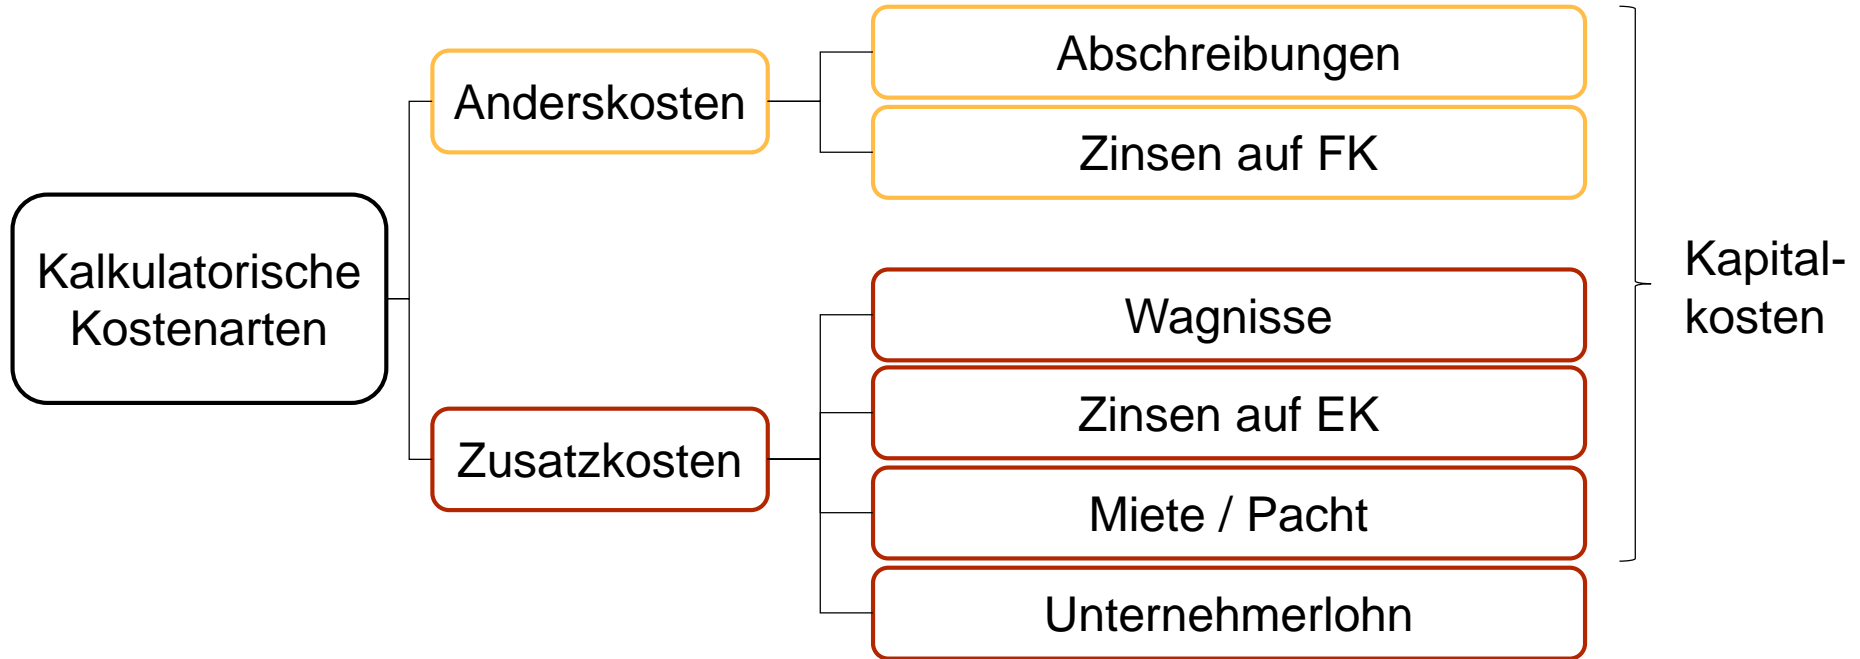 Kalkulatorische
Kostenarten
Anderskosten
Abschreibungen
Zinsen auf FK
Zusatzkosten
Wagnisse
Zinsen auf EK
Miete / Pacht
Unternehmerlohn
Kapital-
kosten